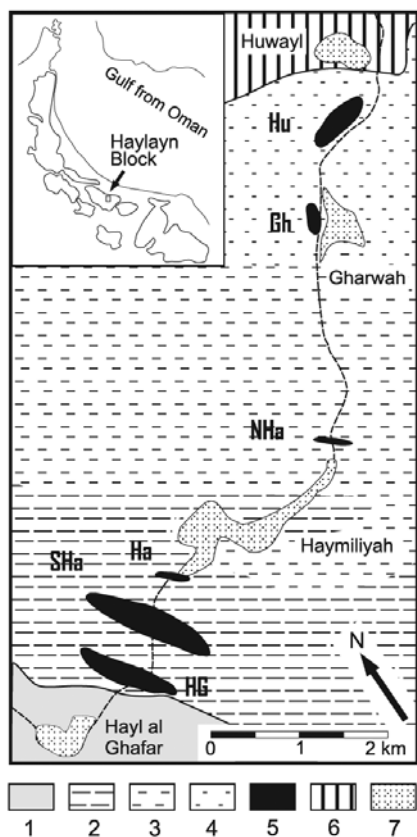 Huwayl
Gulf from Oman
Haylayn
Block
Hu
Gh
Gharwah
NHa
Haymiliyah
Ha
SHa
N
HG
Hayl al
Ghafar
0 1 2 km
1 2 3 4 5 6 7